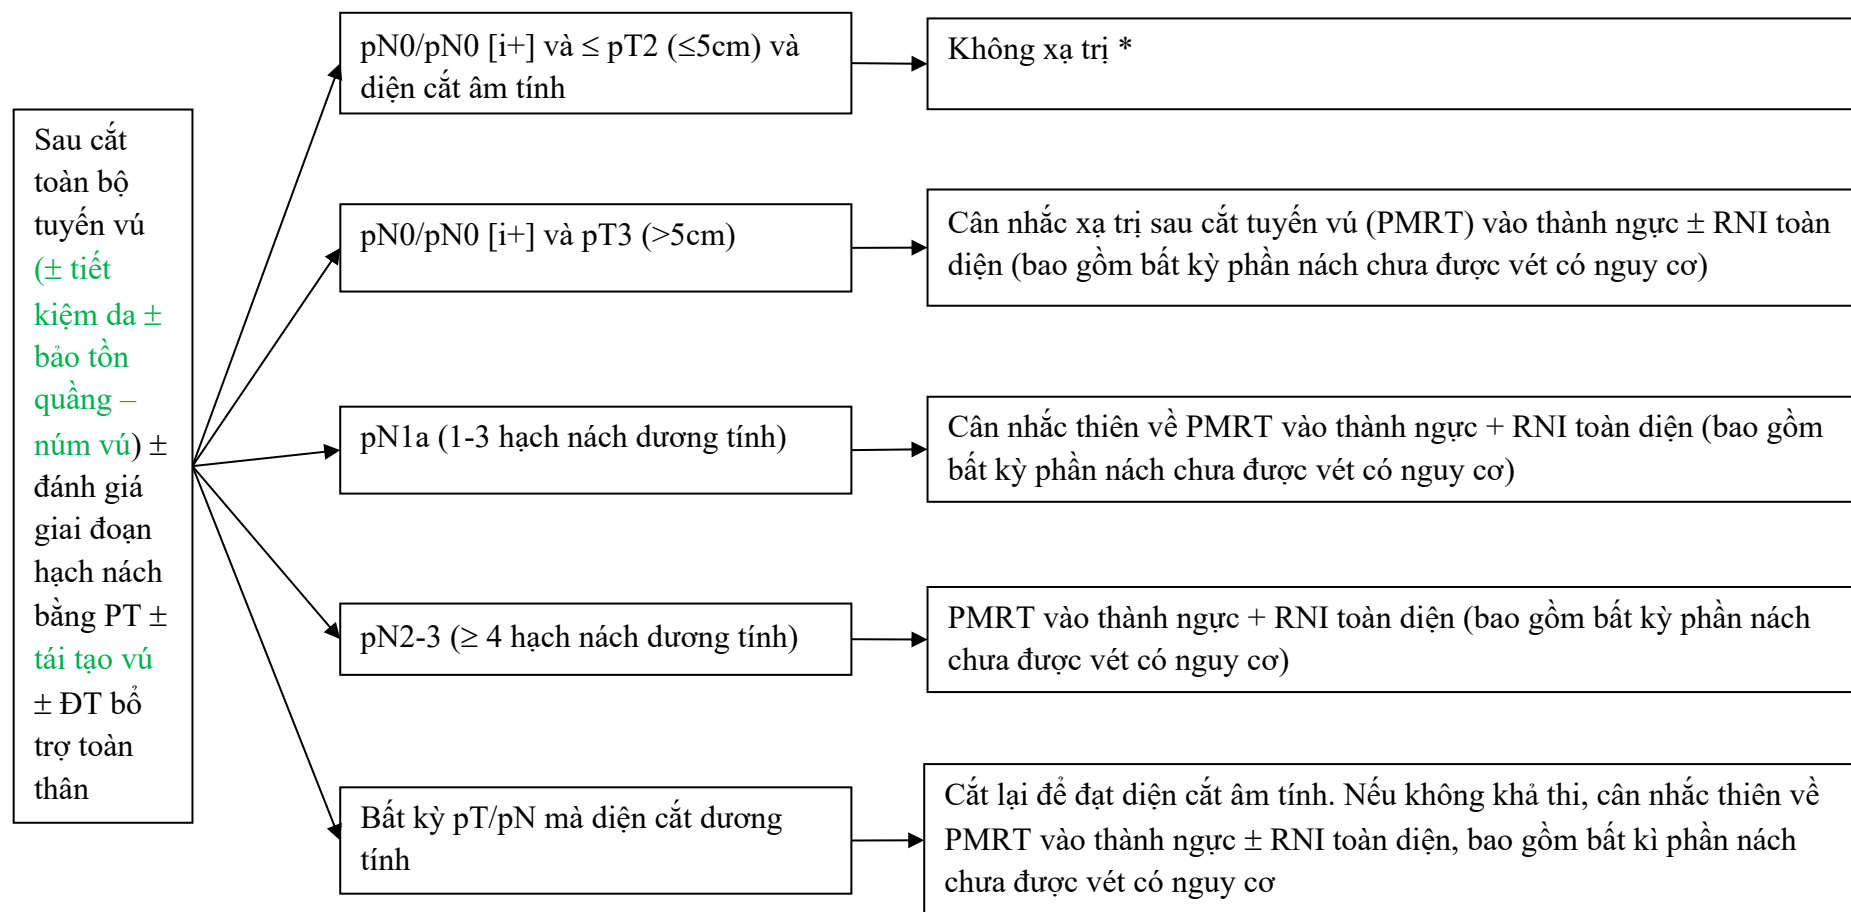 Sau cắt
toàn bộ
tuyến vú
(± tiết
kiệm da ±
bảo tồn
quầng –
núm vú) ±
đánh giá
giai đoạn
hạch nách
bằng PT ±
tái tạo vú
± ĐT bổ
trợ toàn
thân
pN0/pN0 [i+] và ≤ pT2 (≤5cm) và
diện cắt âm tính
Không xạ trị *
pN0/pN0 [i+] và pT3 (>5cm)
Cân nhắc xạ trị sau cắt tuyến vú (PMRT) vào thành ngực ± RNI toàn
diện (bao gồm bất kỳ phần nách chưa được vét có nguy cơ)
pN1a (1-3 hạch nách dương tính)
Cân nhắc thiên về PMRT vào thành ngực + RNI toàn diện (bao gồm
bất kỳ phần nách chưa được vét có nguy cơ)
pN2-3 (≥ 4 hạch nách dương tính)
PMRT vào thành ngực + RNI toàn diện (bao gồm bất kỳ phần nách
chưa được vét có nguy cơ)
Bất kỳ pT/pN mà diện cắt dương
tính
Cắt lại để đạt diện cắt âm tính. Nếu không khả thi, cân nhắc thiên về
PMRT vào thành ngực ± RNI toàn diện, bao gồm bất kì phần nách
chưa được vét có nguy cơ